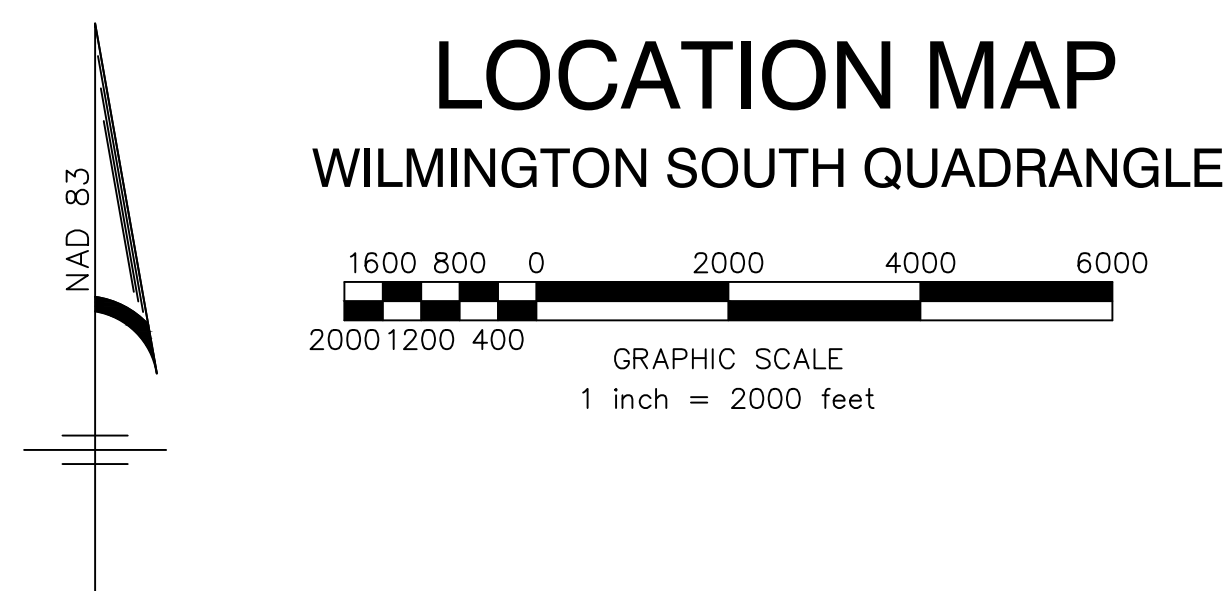 LOCATION MAP
WILMINGTON SOUTH QUADRANGLE
NAD 83
1600 800 0 2000 4000 6000
2000 1200 400
GRAPHIC SCALE
1 inch = 2000 feet